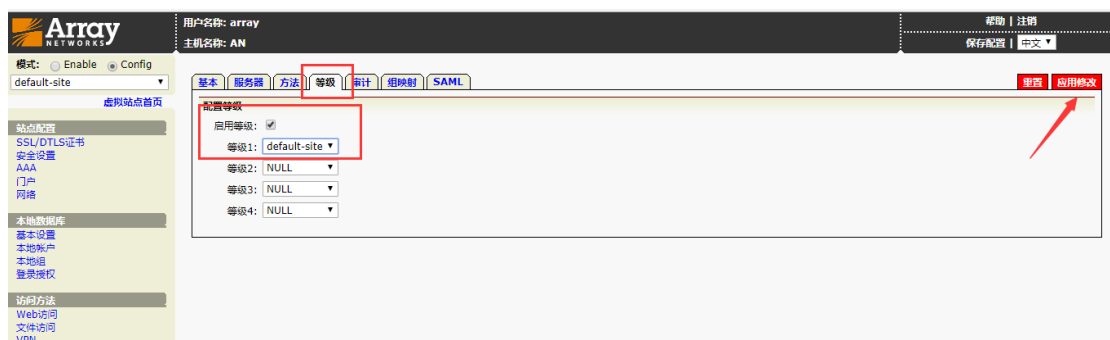 Array
NETWORKS
用户名称: array
主机名称: AN
帮助 | 注销
保存配置 | 中文
模式: Enable Config
default-site
虚拟站点首页
站点配置
SSL/DTLS证书
安全设置
AAA
门户
网络
本地数据库
基本设置
本地帐户
本地组
登录授权
访问方法
Web访问
文件访问
VPN
基本 服务器 方法 等级 审计 组映射 SAML
重置 应用修改
配置等级
启用等级:
等级1: default-site
等级2: NULL
等级3: NULL
等级4: NULL